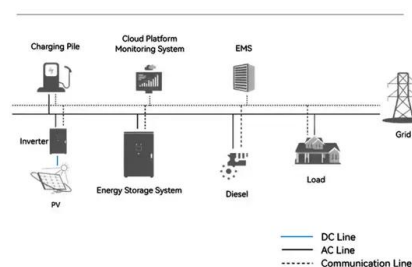 Charging Pile
Cloud Platform
Monitoring System
EMS
Grid
Inverter
PV
Energy Storage System
Diesel
Load
DC Line
AC Line
Communication Line